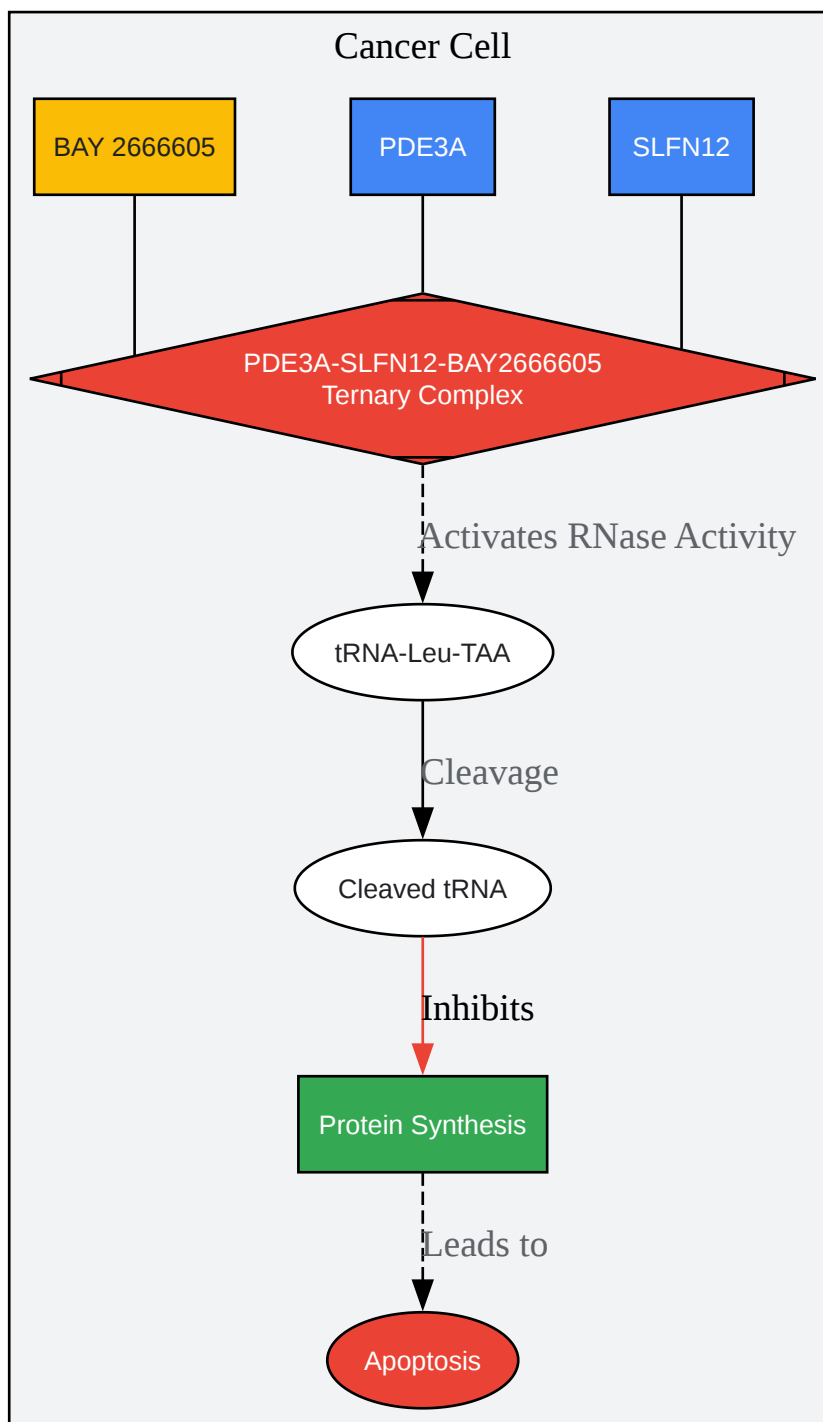 Cancer Cell
BAY 2666605
PDE3A
SLFN12
PDE3A-SLFN12-BAY2666605
Ternary Complex
Activates RNase Activity
tRNA-Leu-TAA
Cleavage
Cleaved tRNA
Inhibits
Protein Synthesis
Leads to
Apoptosis